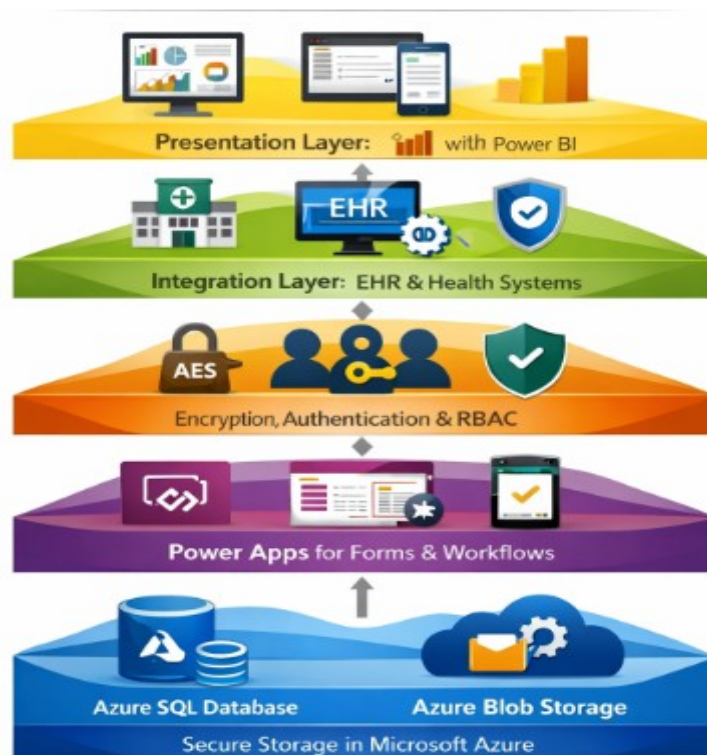 Presentation Layer: with Power BI
EHR
Integration Layer: EHR & Health Systems
AES
Encryption, Authentication & RBAC
Power Apps for Forms & Workflows
Azure SQL Database
Azure Blob Storage
Secure Storage in Microsoft Azure